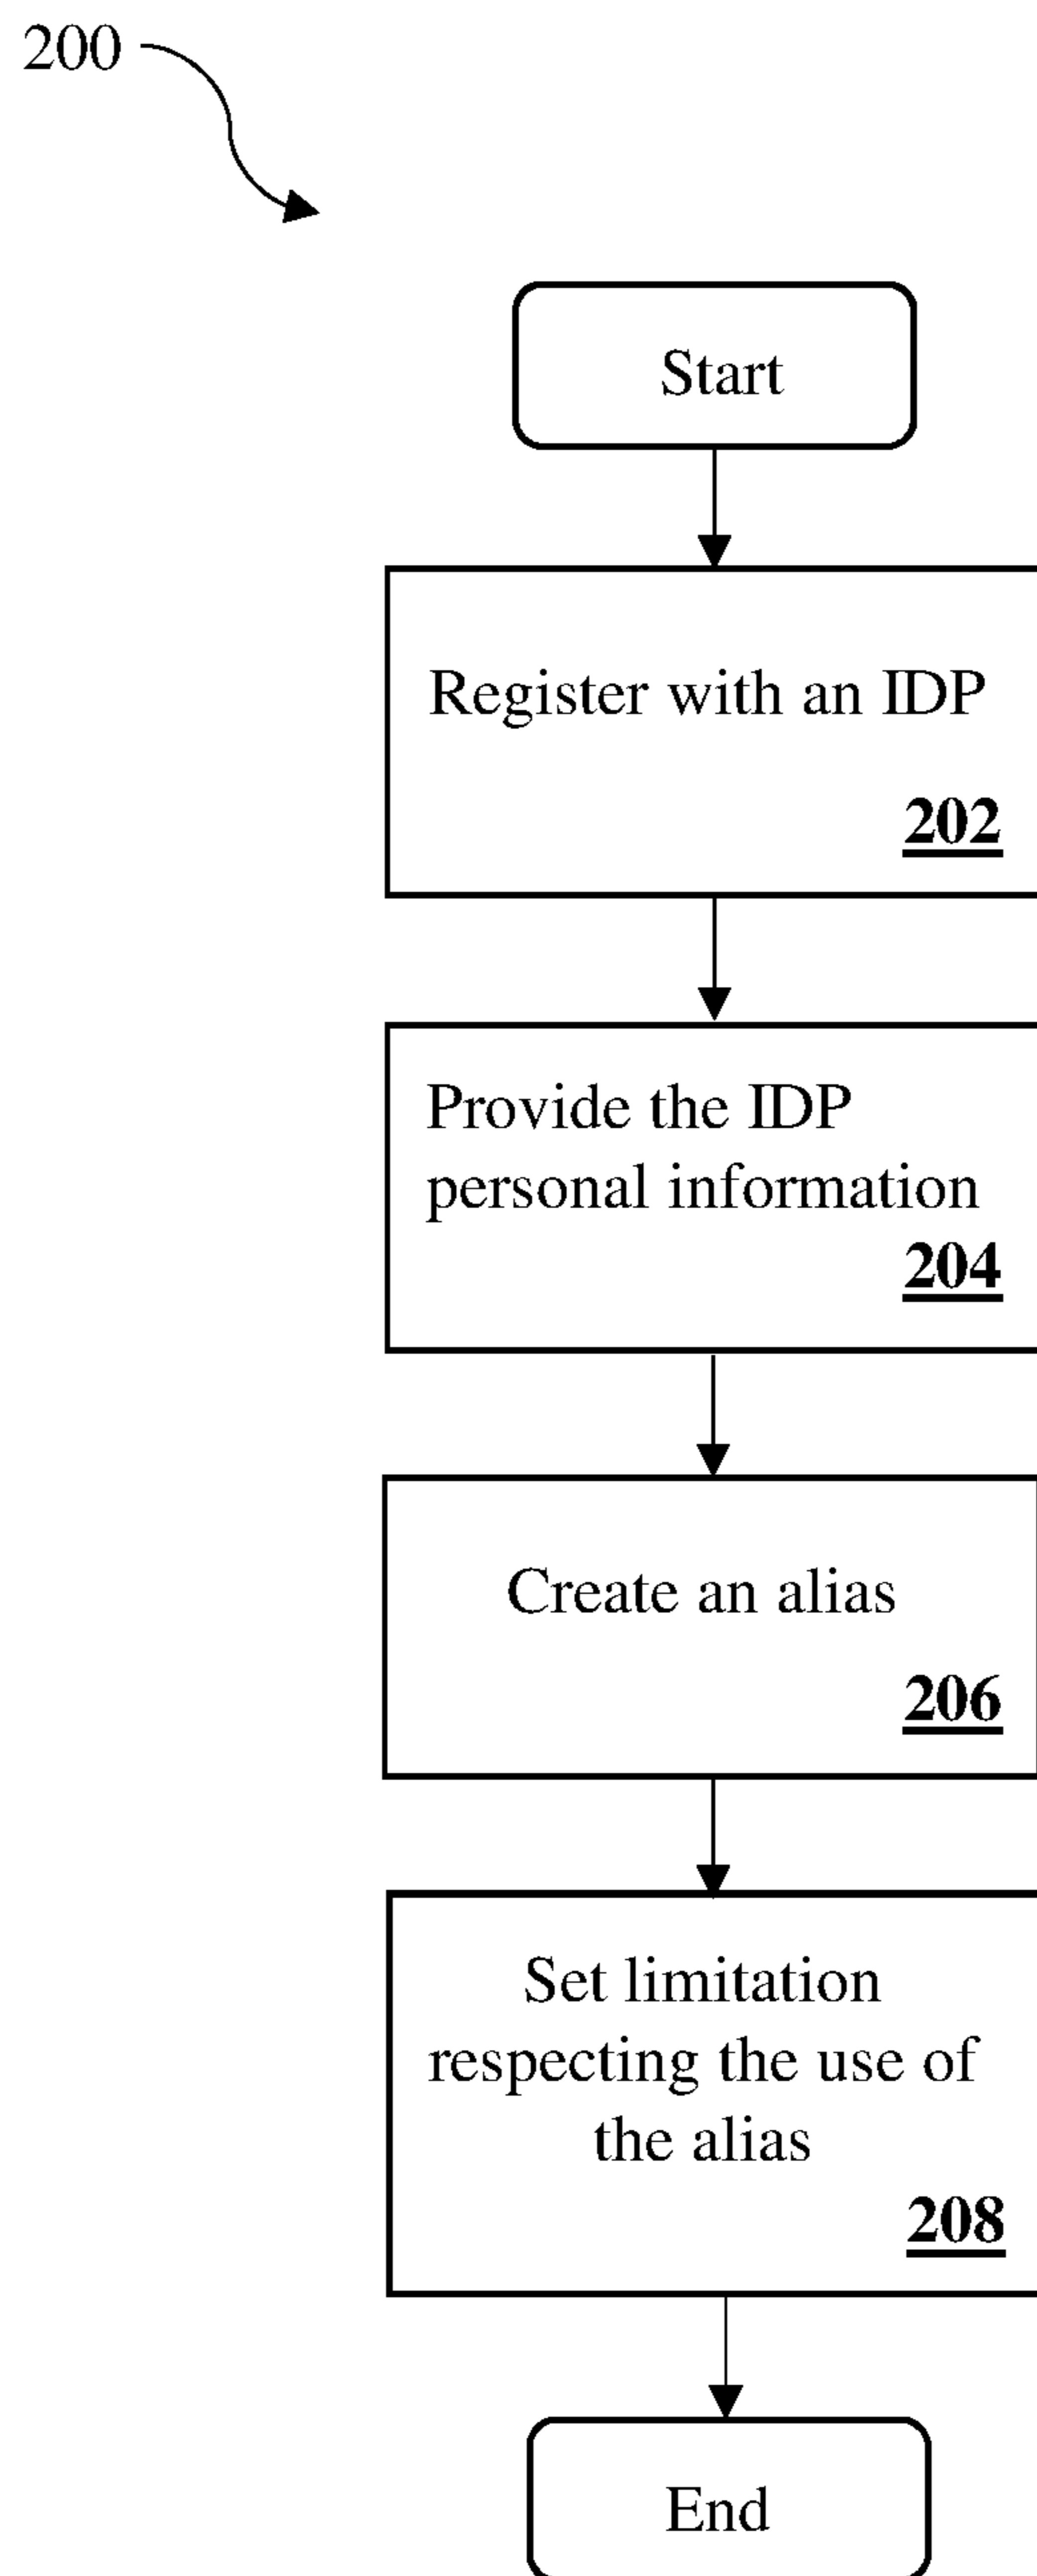 200
Start
Register with an IDP
202
Provide the IDP
personal information
204
Create an alias
206
Set limitation
respecting the use of
the alias
208
End